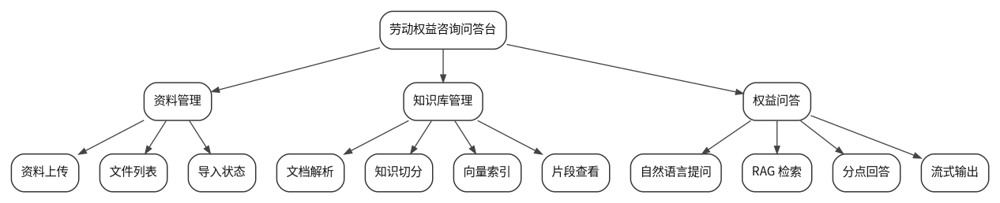 劳动权益咨询问答台
资料管理
知识库管理
权益问答
资料上传
文件列表
导入状态
文档解析
知识切分
向量索引
片段查看
自然语言提问
RAG 检索
分点回答
流式输出